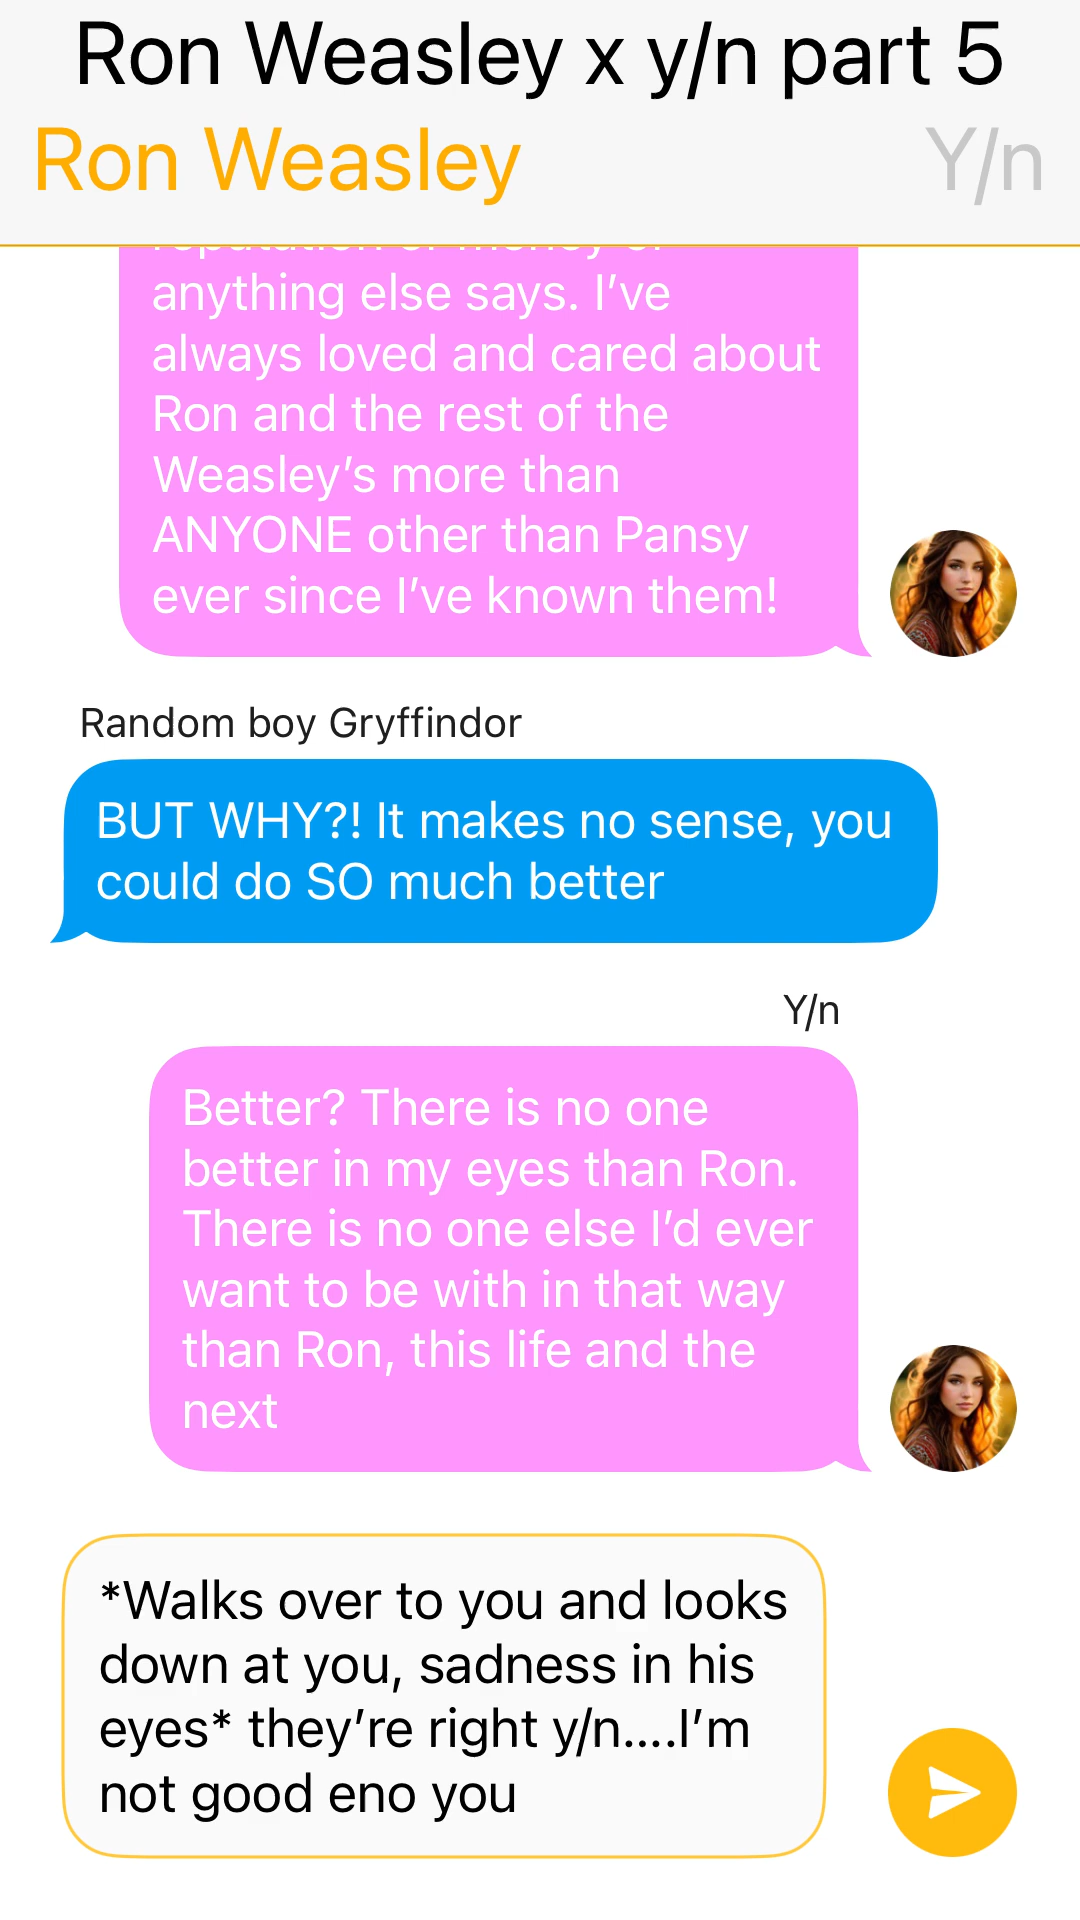 Ron Weasley x y/n part 5
Ron Weasley Y/n
anything else says. I’ve
always loved and cared about
Ron and the rest of the
Weasley’s more than
ANYONE other than Pansy
ever since I’ve known them!
Random boy Gryffindor
BUT WHY?! It makes no sense, you
could do SO much better
Y/n
Better? There is no one
better in my eyes than Ron.
There is no one else I’d ever
want to be with in that way
than Ron, this life and the
next
*Walks over to you and looks
down at you, sadness in his
eyes* they’re right y/n....I’m
not good eno you